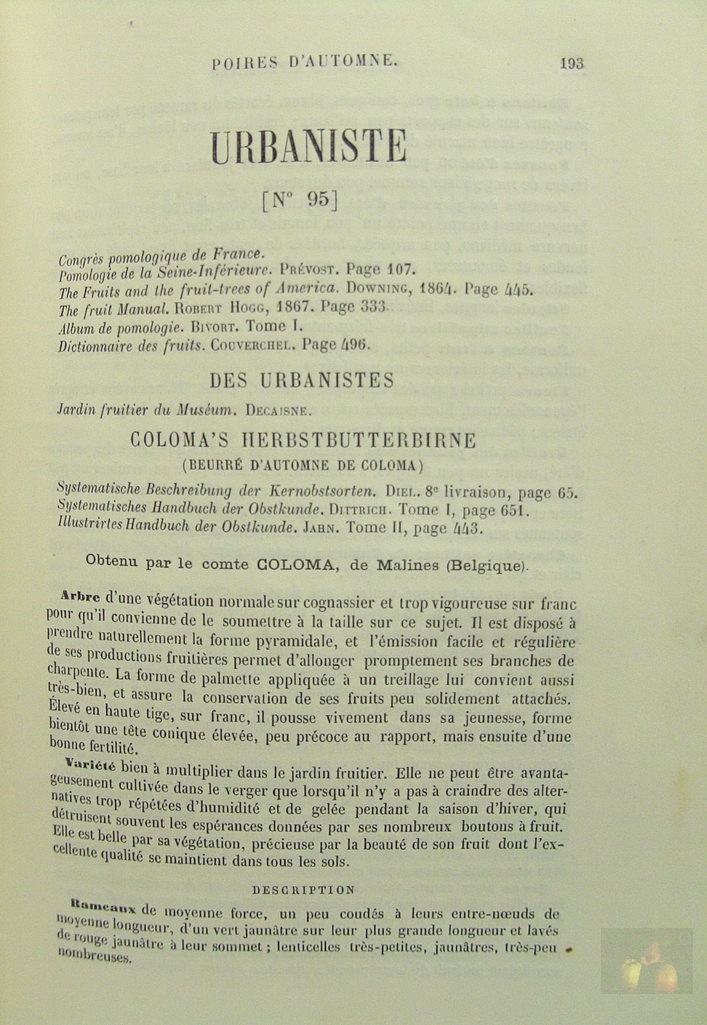 POIRES D'AUTOMNE. 193
URBANISTE
[N° 95]
Congrès pomologique de France.
Pomologie de la Seine-Inférieure. PRÉVOST. Page 107.
The Fruits and the fruit-trees of America. DOWNING, 1864. Page 445.
The fruit Manual. ROBERT HOGG, 1867. Page 333.
Album de pomologie. BIVORT. Tome I.
Dictionnaire des fruits. COUVERCHEL. Page 496.
DES URBANISTES
Jardin fruitier du Muséum. DECAISNE.
COLOMA'S HERBSTBUTTERBIRNE
(BEURRÉ D'AUTOMNE DE COLOMA)
Systematische Beschreibung der Kernobstsorten. DIEL. 8e livraison, page 65.
Systematisches Handbuch der Obstkunde. DITTRICH. Tome I, page 651.
Illustrirtes Handbuch der Obstkunde. JAHN. Tome II, page 443.
Obtenu par le comte COLOMA, de Malines (Belgique).
Arbre d'une végétation normale sur cognassier et trop vigoureuse sur franc
pour qu'il convienne de le soumettre à la taille sur ce sujet. Il est disposé à
prendre naturellement la forme pyramidale, et l'émission facile et régulière
de ses productions fruitières permet d'allonger promptement ses branches de
charpente. La forme de palmette appliquée à un treillage lui convient aussi
très-bien, et assure la conservation de ses fruits peu solidement attachés.
Élevé en haute tige, sur franc, il pousse vivement dans sa jeunesse, forme
bientôt une tête conique élevée, peu précoce au rapport, mais ensuite d'une
bonne fertilité.
Variété bien à multiplier dans le jardin fruitier. Elle ne peut être avanta-
geusement cultivée dans le verger que lorsqu'il n'y a pas à craindre des alter-
natives trop répétées d'humidité et de gelée pendant la saison d'hiver, qui
détruisent souvent les espérances données par ses nombreux boutons à fruit.
Elle est belle par sa végétation, précieuse par la beauté de son fruit dont l'ex-
cellente qualité se maintient dans tous les sols.
DESCRIPTION
Rameaux de moyenne force, un peu coudés à leurs entre-nœuds de
moyenne longueur, d'un vert jaunâtre sur leur plus grande longueur et lavés
de rouge jaunâtre à leur sommet ; lenticelles très-petites, jaunâtres, très-peu
nombreuses.